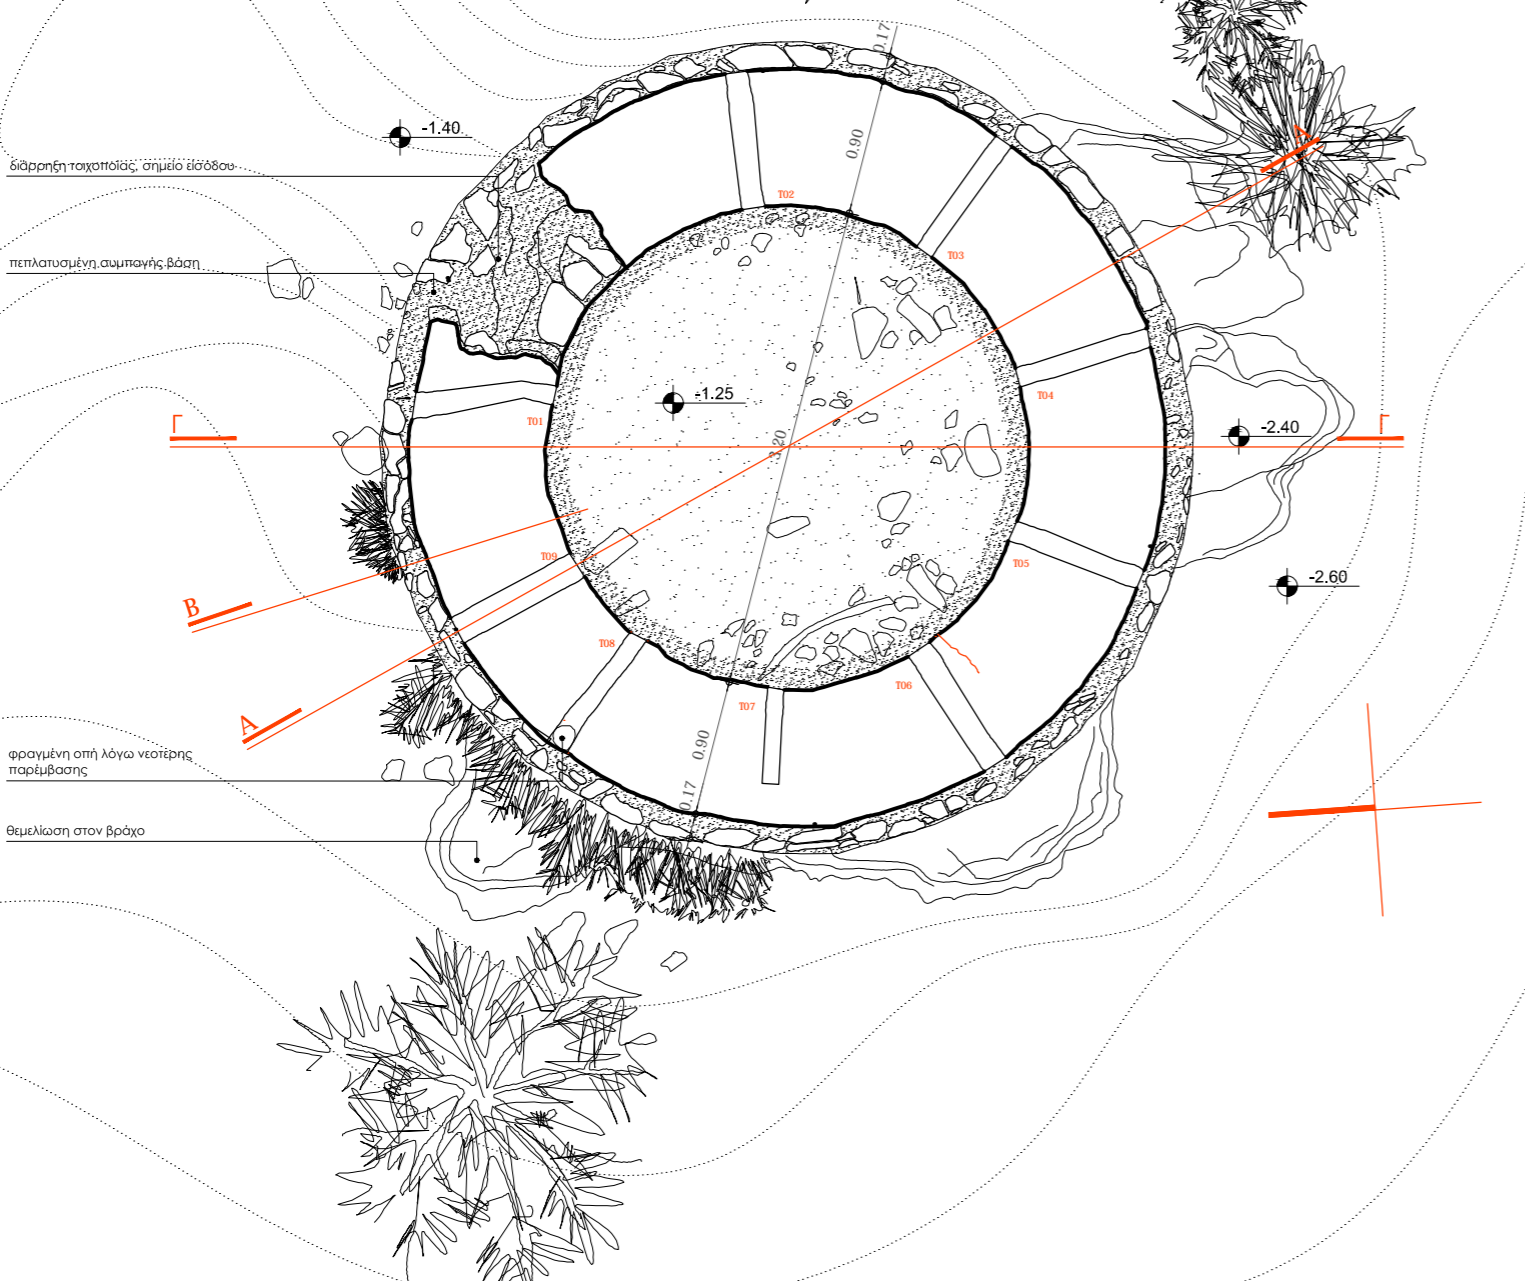 0.17
-1.40
A
διάρρηξη τοιχοποιίας, σημείο εισόδου
0.90
T02
T03
πεπλατυσμένη συμπαγής βάση
-1.25
T04
T01
Γ
Γ
-2.40
3.20
T09
T05
-2.60
B
T08
T06
A
T07
0.90
φραγμένη οπή λόγω νεοτερης
παρέμβασης
0.17
θεμελίωση στον βράχο